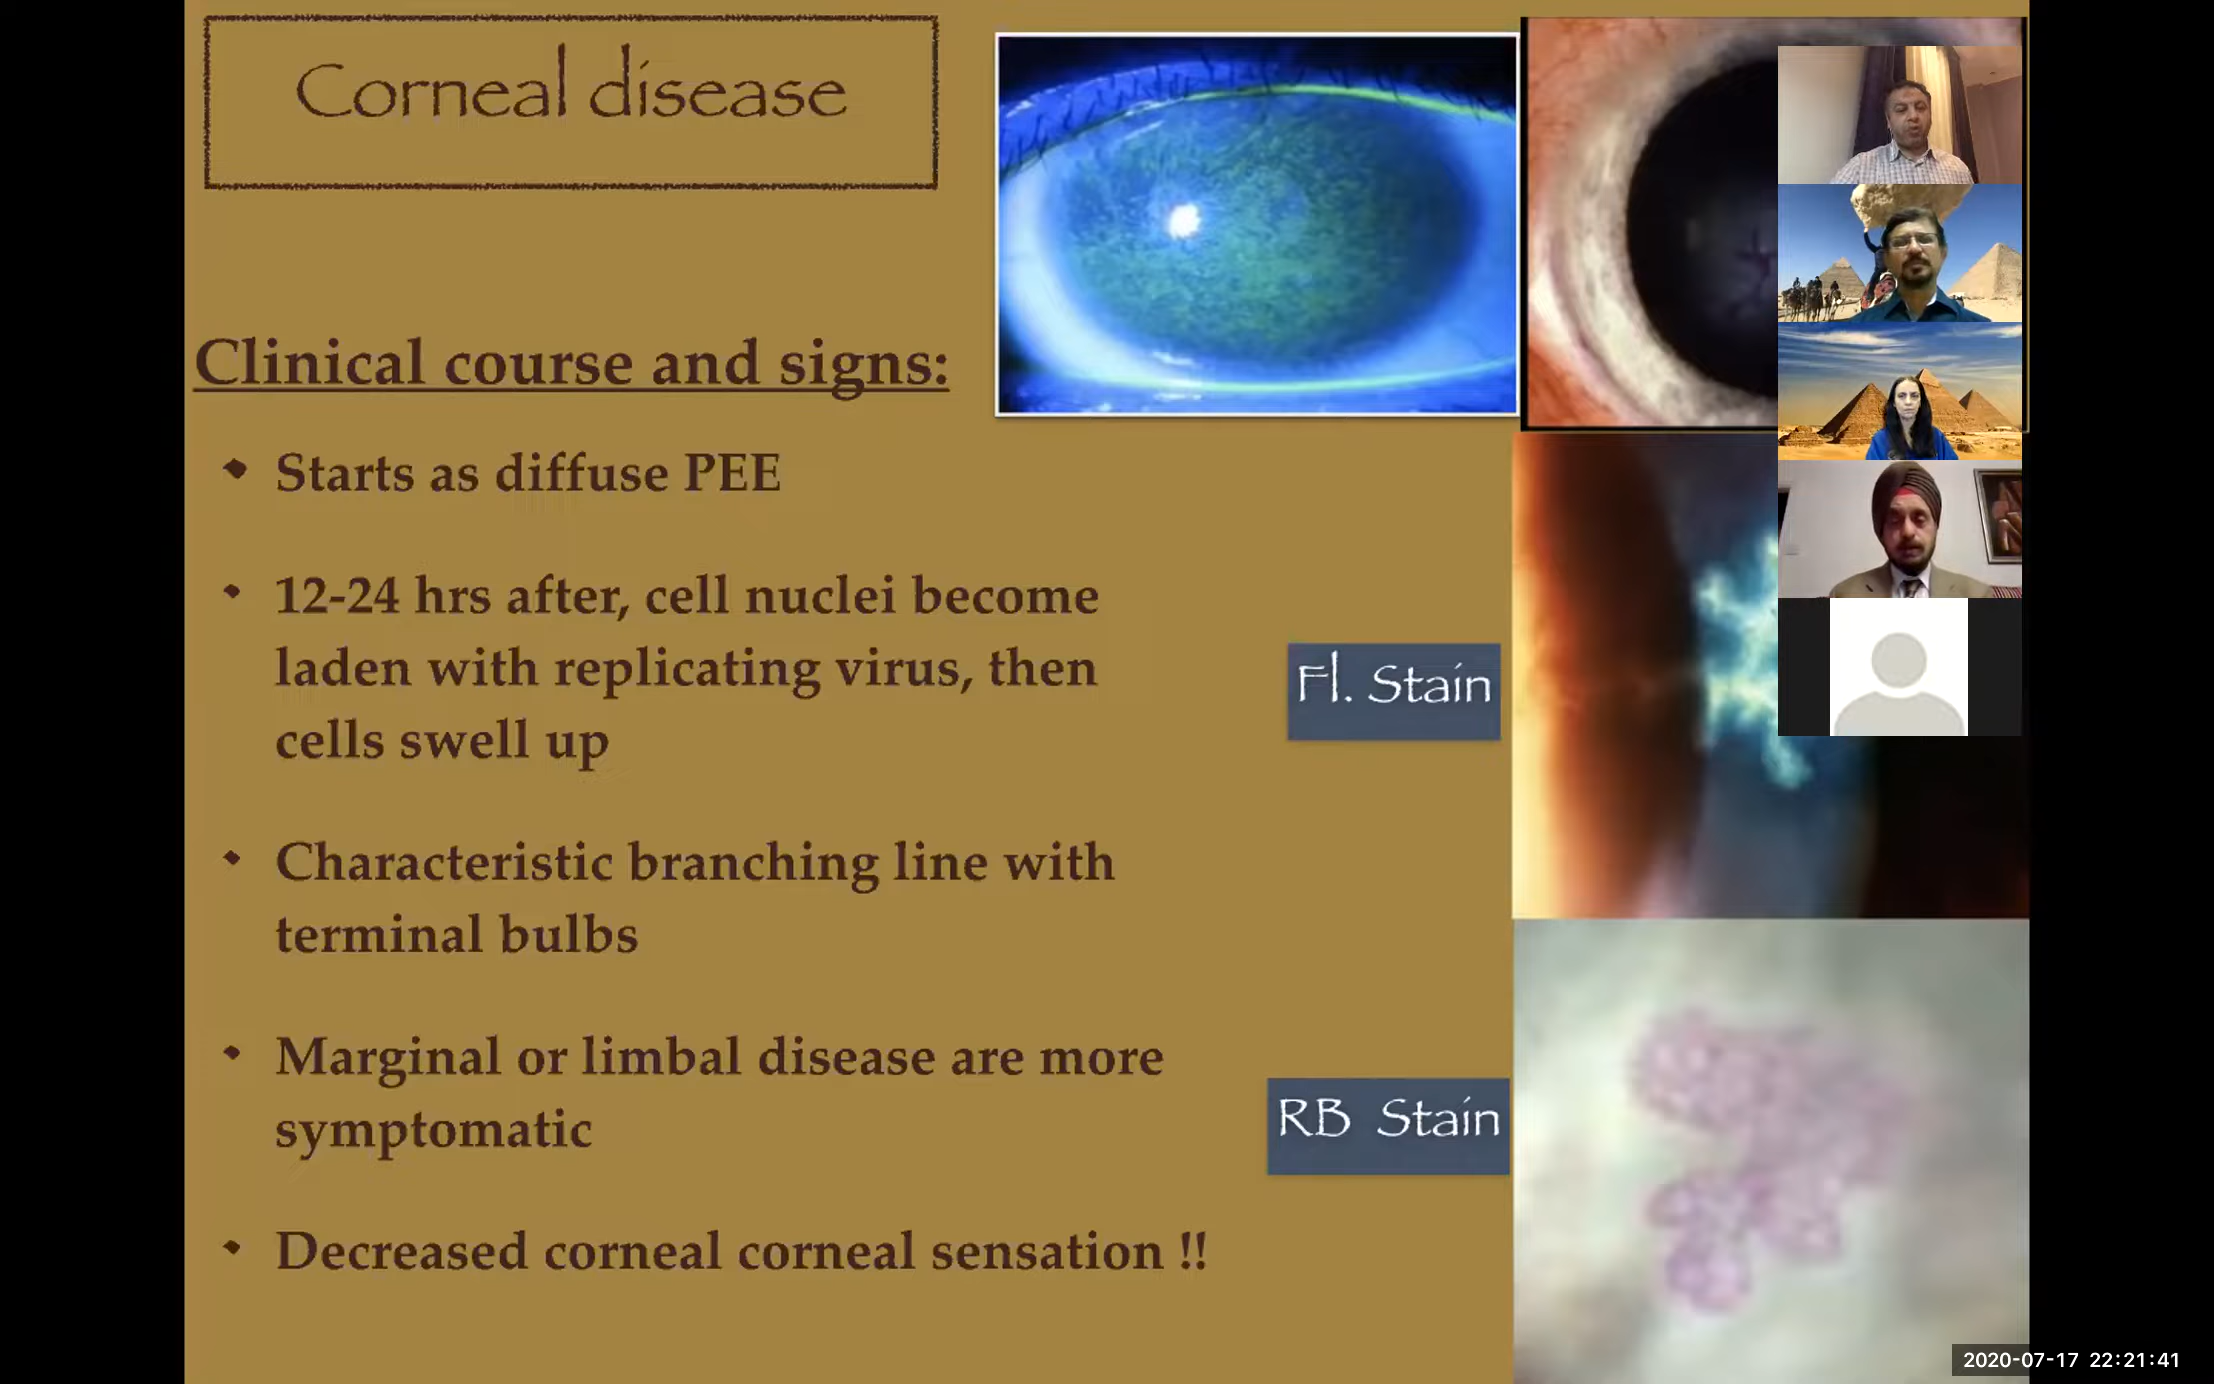 Corneal disease
Clinical course and signs:
Starts as diffuse PEE
12-24 hrs after, cell nuclei become
laden with replicating virus, then
cells swell up
Characteristic branching line with
terminal bulbs
Marginal or limbal disease are more
symptomatic
Decreased corneal corneal sensation !!
Fl. Stain
RB Stain
2020-07-17 22:21:41